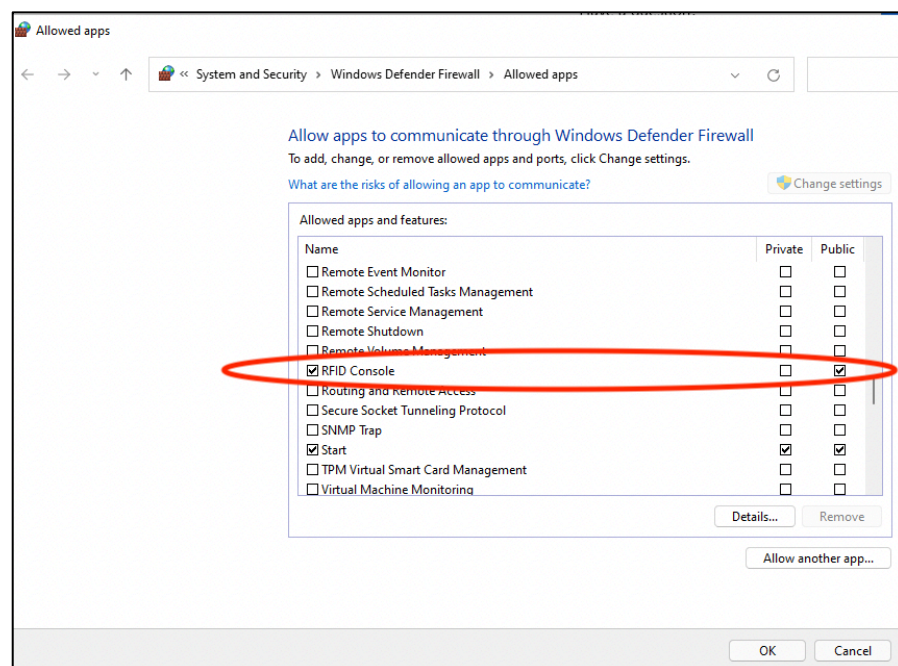 Allowed apps
« System and Security > Windows Defender Firewall > Allowed apps
Allow apps to communicate through Windows Defender Firewall
To add, change, or remove allowed apps and ports, click Change settings.
What are the risks of allowing an app to communicate?
Change settings
Allowed apps and features:
Name Private Public
Remote Event Monitor
Remote Scheduled Tasks Management
Remote Service Management
Remote Shutdown
Remote Volume Management
RFID Console
Routing and Remote Access
Secure Socket Tunneling Protocol
SNMP Trap
Start
TPM Virtual Smart Card Management
Virtual Machine Monitoring
Details... Remove
Allow another app...
OK Cancel